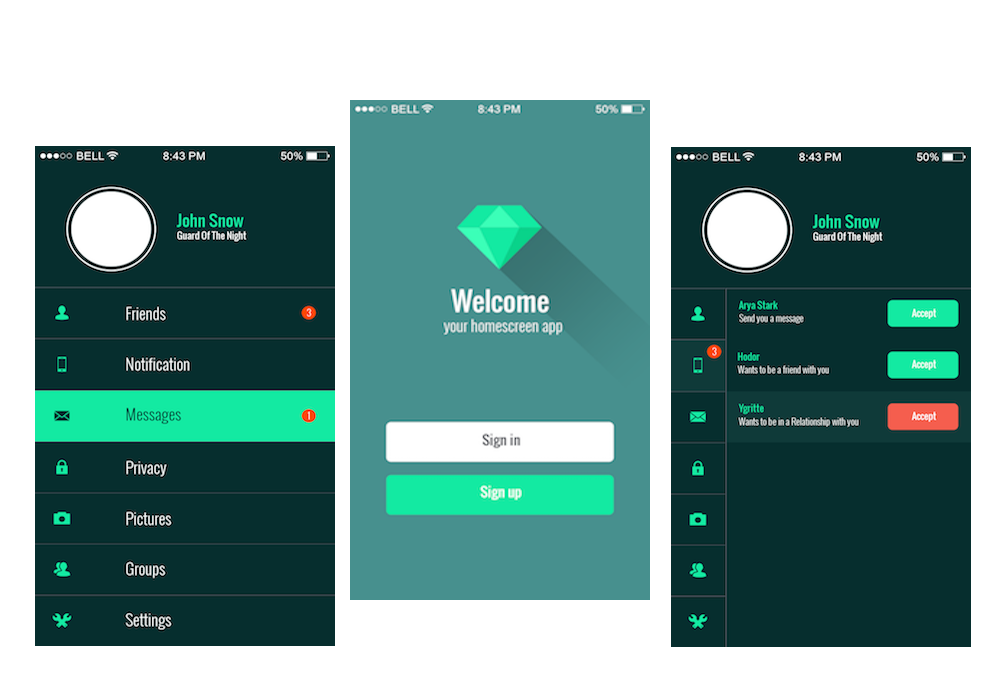 BELL 8:43 PM 50%
John Snow
Guard Of The Night
Friends 3
Notification
Messages 1
Privacy
Pictures
Groups
Settings
BELL 8:43 PM 50%
Welcome
your homescreen app
Sign in
Sign up
BELL 8:43 PM 50%
John Snow
Guard Of The Night
3
Arya Stark
Send you a message
Accept
Hodor
Wants to be a friend with you
Accept
Ygritte
Wants to be in a Relationship with you
Accept